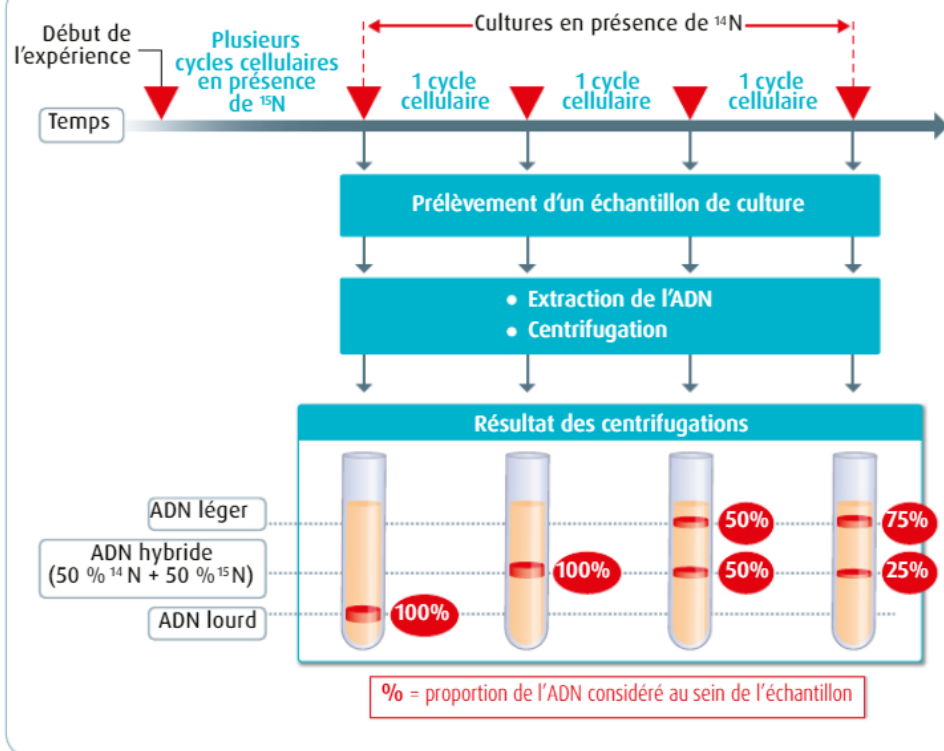 Début de
l'expérience
Plusieurs
cycles cellulaires
en présence
de ¹⁵N
Cultures en présence de ¹⁴N
1 cycle
cellulaire
1 cycle
cellulaire
1 cycle
cellulaire
Temps
Prélèvement d'un échantillon de culture
• Extraction de l'ADN
• Centrifugation
Résultat des centrifugations
ADN léger
50%
75%
ADN hybride
(50 % ¹⁴N + 50 % ¹⁵N)
100%
50%
25%
ADN lourd
100%
% = proportion de l'ADN considéré au sein de l'échantillon